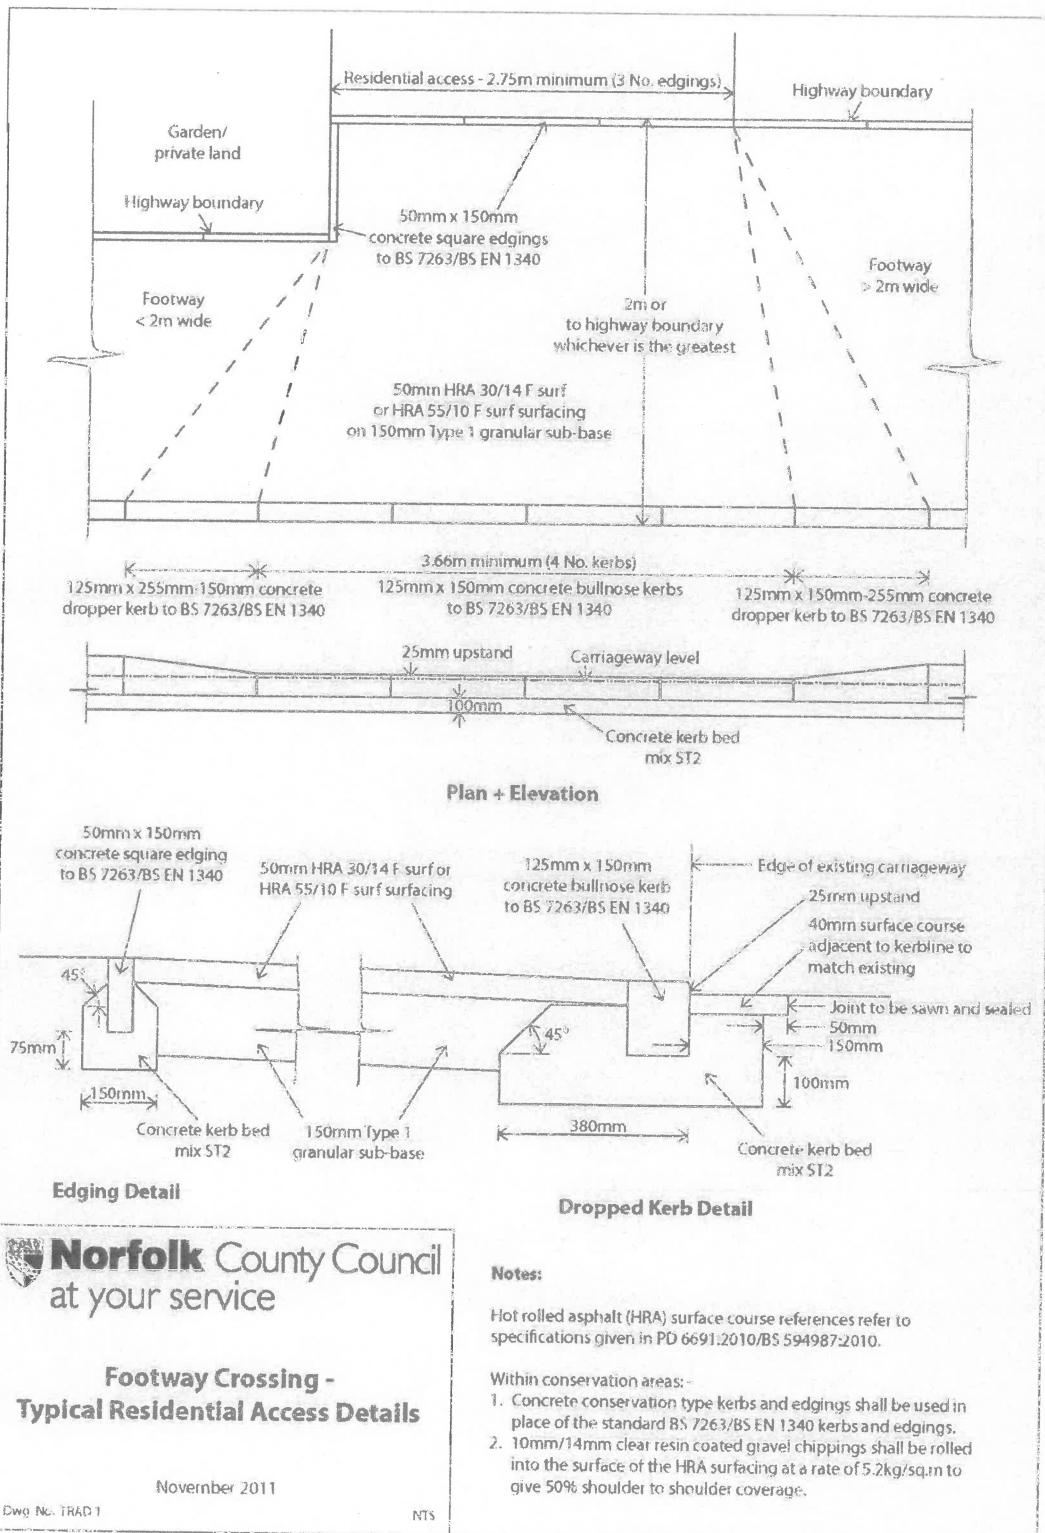 Residential access - 2.75m minimum (3 No. edgings)
Highway boundary
Garden/
private land
Highway boundary
50mm x 150mm
concrete square edgings
to BS 7263/BS EN 1340
Footway
< 2m wide
Footway
> 2m wide
2m or
to highway boundary
whichever is the greatest
50mm HRA 30/14 F surf
or HRA 55/10 F surf surfacing
on 150mm Type 1 granular sub-base
3.66m minimum (4 No. kerbs)
125mm x 255mm-150mm concrete
dropper kerb to BS 7263/BS EN 1340
125mm x 150mm concrete bullnose kerbs
to BS 7263/BS EN 1340
125mm x 150mm-255mm concrete
dropper kerb to BS 7263/BS EN 1340
25mm upstand
Carriageway level
100mm
Concrete kerb bed
mix ST2
Plan + Elevation
50mm x 150mm
concrete square edging
to BS 7263/BS EN 1340
50mm HRA 30/14 F surf or
HRA 55/10 F surf surfacing
125mm x 150mm
concrete bullnose kerb
to BS 7263/BS EN 1340
Edge of existing carriageway
25mm upstand
40mm surface course
adjacent to kerbline to
match existing
45°
Joint to be sawn and sealed
50mm
150mm
45°
75mm
100mm
150mm
380mm
Concrete kerb bed
mix ST2
150mm Type 1
granular sub-base
Concrete kerb bed
mix ST2
Edging Detail
Dropped Kerb Detail
Norfolk County Council
at your service
Footway Crossing -
Typical Residential Access Details
November 2011
Dwg No. TRAD 1
NTS
Notes:
Hot rolled asphalt (HRA) surface course references refer to
specifications given in PD 6691:2010/BS 594987:2010.
Within conservation areas:-
1. Concrete conservation type kerbs and edgings shall be used in
place of the standard BS 7263/BS EN 1340 kerbs and edgings.
2. 10mm/14mm clear resin coated gravel chippings shall be rolled
into the surface of the HRA surfacing at a rate of 5.2kg/sq.m to
give 50% shoulder to shoulder coverage.